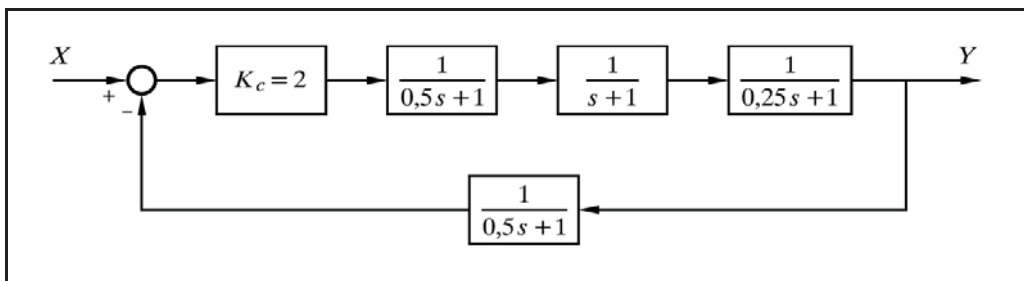 X
Y
+
−
K_c = 2
1
0,5s + 1
1
s + 1
1
0,25s + 1
1
0,5s + 1